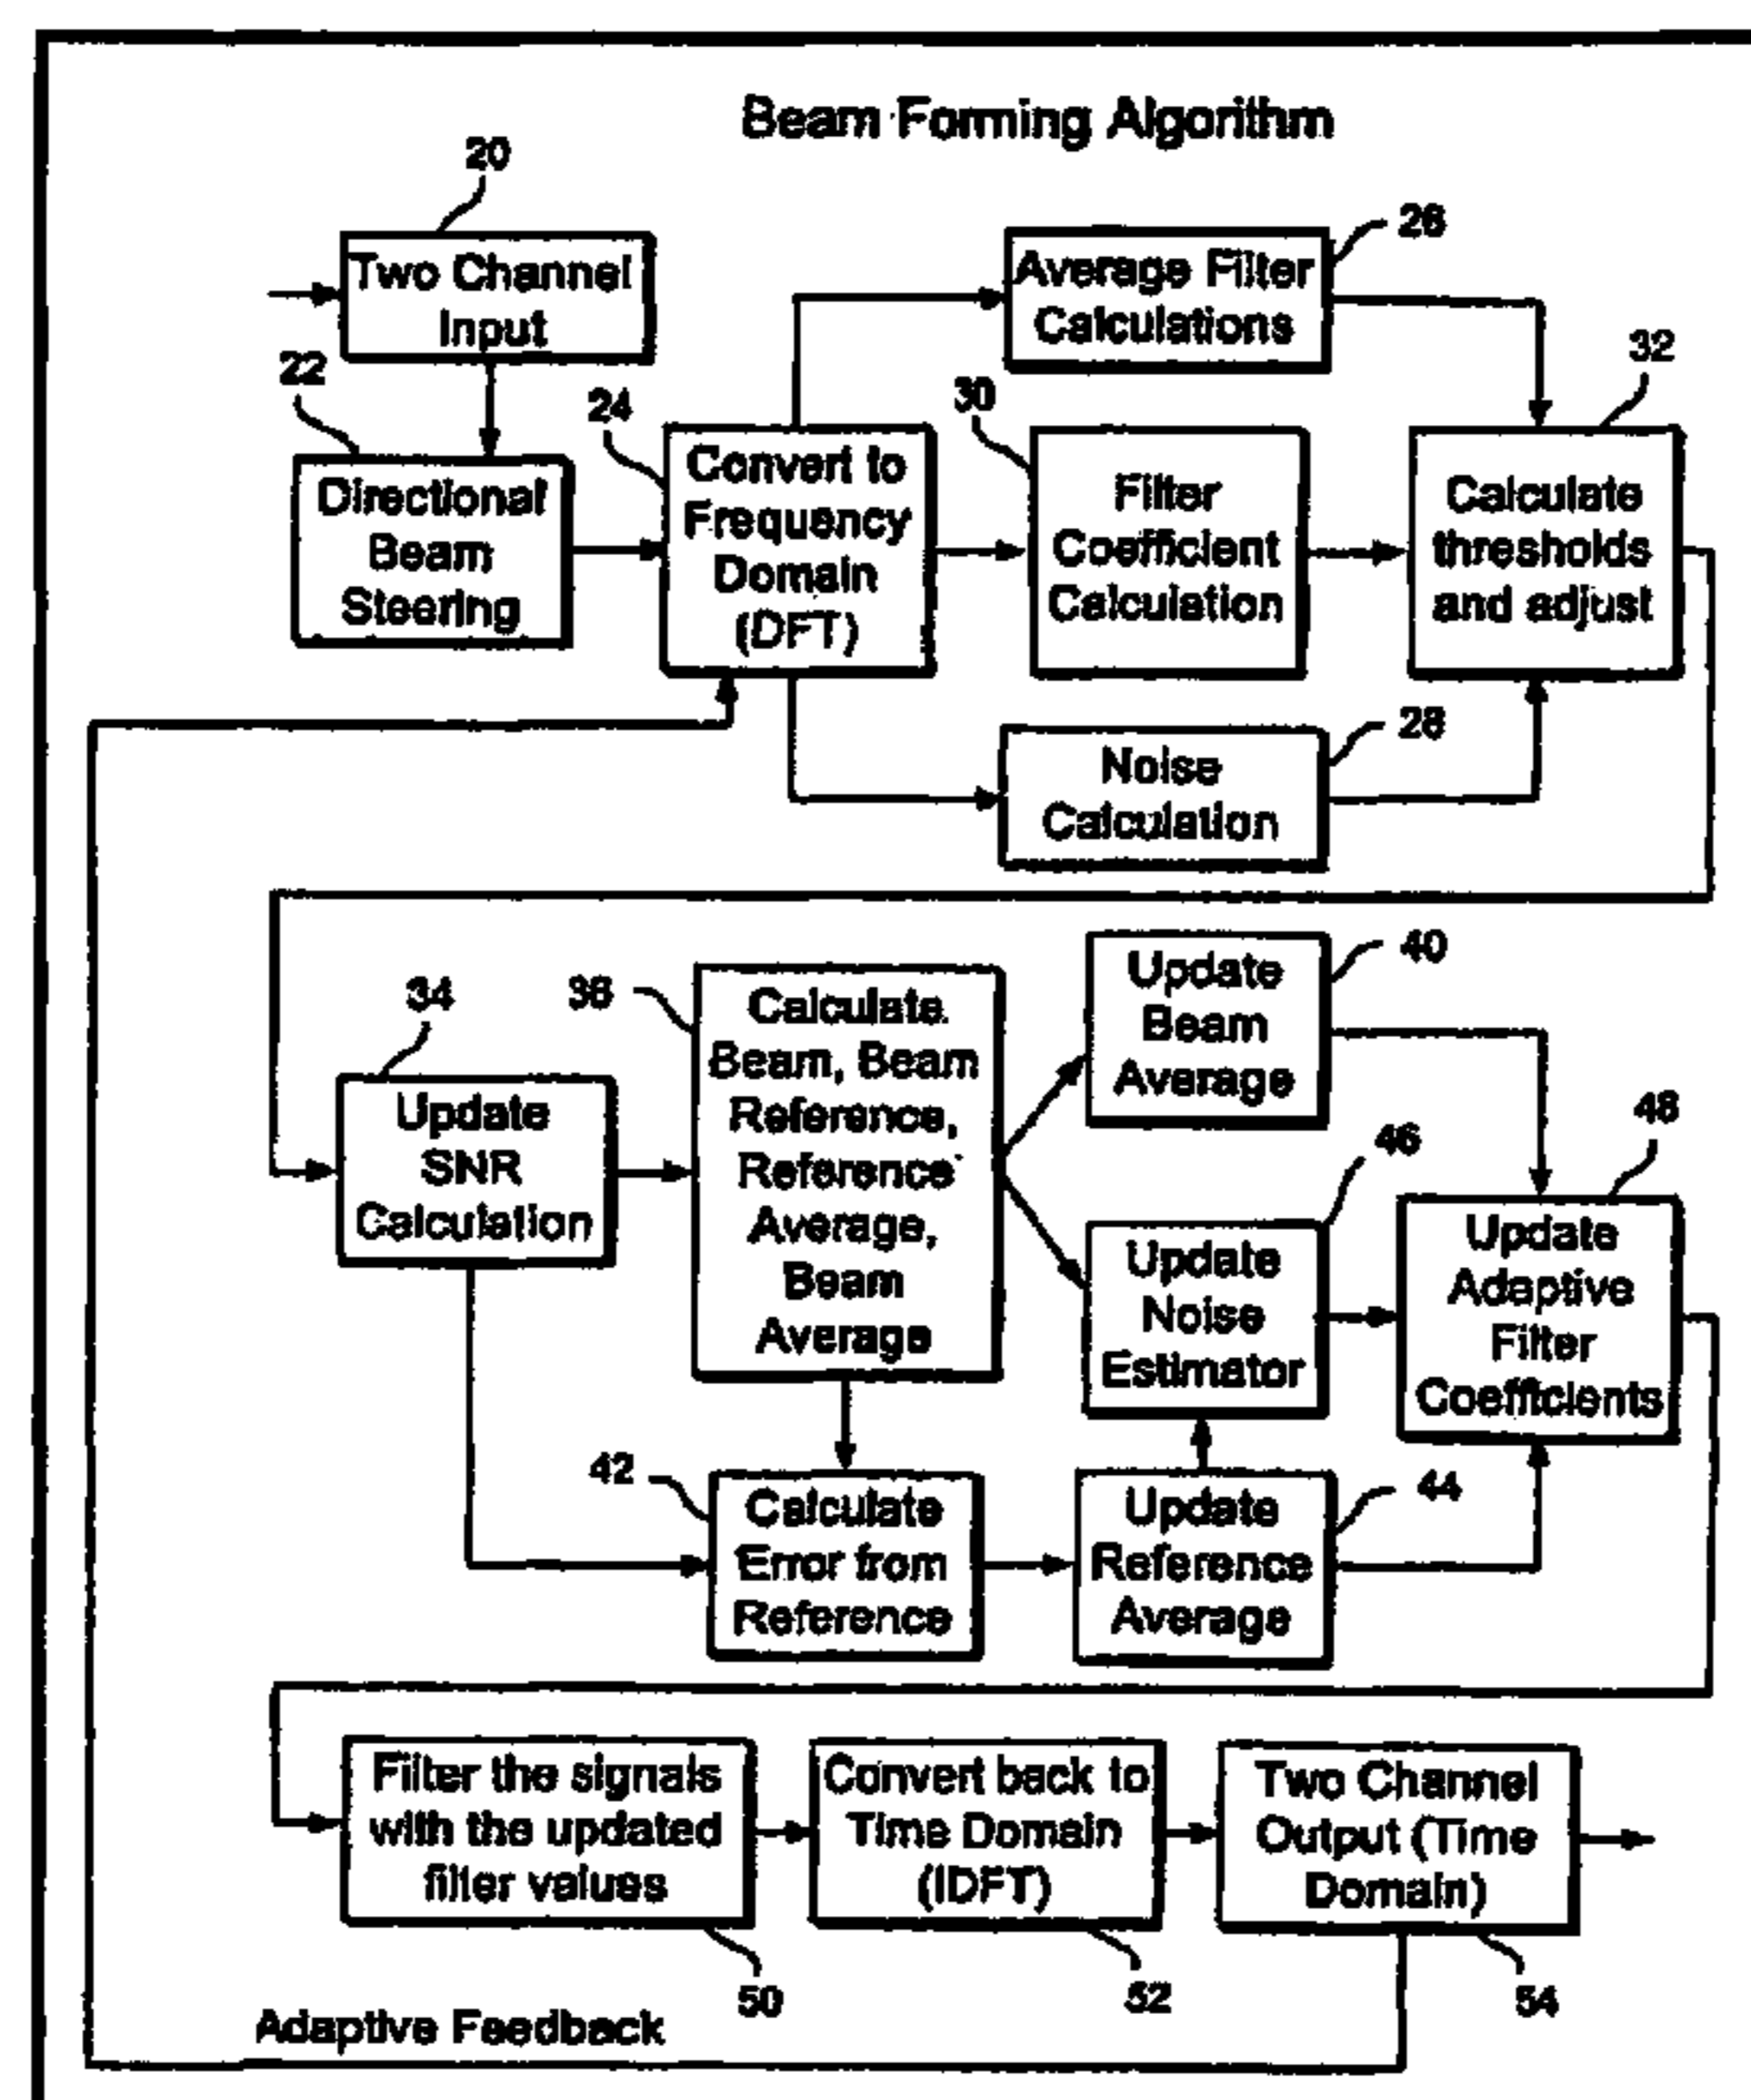 Beam Forming Algorithm
20
Two Channel
Input
22
Directional
Beam
Steering
24
Convert to
Frequency
Domain
(DFT)
26
Average Filter
Calculations
30
Filter
Coefficient
Calculation
32
Calculate
thresholds
and adjust
28
Noise
Calculation
34
Update
SNR
Calculation
38
Calculate
Beam, Beam
Reference,
Reference
Average,
Beam
Average
40
Update
Beam
Average
46
Update
Noise
Estimator
48
Update
Adaptive
Filter
Coefficients
42
Calculate
Error from
Reference
44
Update
Reference
Average
Filter the signals
with the updated
filter values
50
Convert back to
Time Domain
(IDFT)
52
Two Channel
Output (Time
Domain)
54
Adaptive Feedback